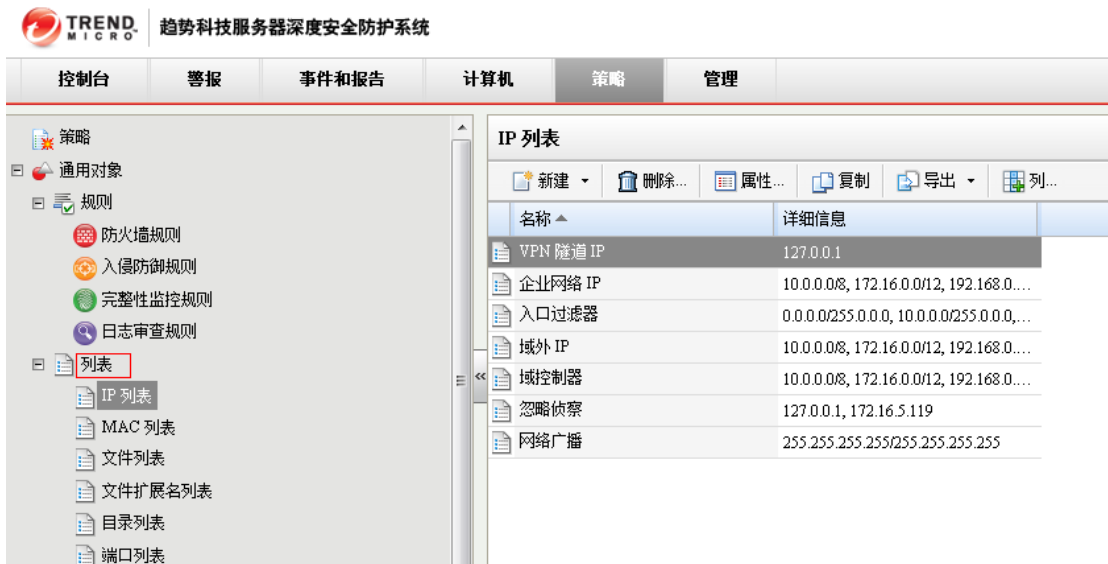 TREND MICRO 趋势科技服务器深度安全防护系统
控制台 警报 事件和报告 计算机 策略 管理
策略
通用对象
规则
防火墙规则
入侵防御规则
完整性监控规则
日志审查规则
列表
IP 列表
MAC 列表
文件列表
文件扩展名列表
目录列表
端口列表
IP 列表
新建 删除... 属性... 复制 导出 列...
名称 详细信息
VPN 隧道 IP 127.0.0.1
企业网络 IP 10.0.0.0/8, 172.16.0.0/12, 192.168.0....
入口过滤器 0.0.0.0/255.0.0.0, 10.0.0.0/255.0.0.0,...
域外 IP 10.0.0.0/8, 172.16.0.0/12, 192.168.0....
域控制器 10.0.0.0/8, 172.16.0.0/12, 192.168.0....
忽略侦察 127.0.0.1, 172.16.5.119
网络广播 255.255.255.255/255.255.255.255